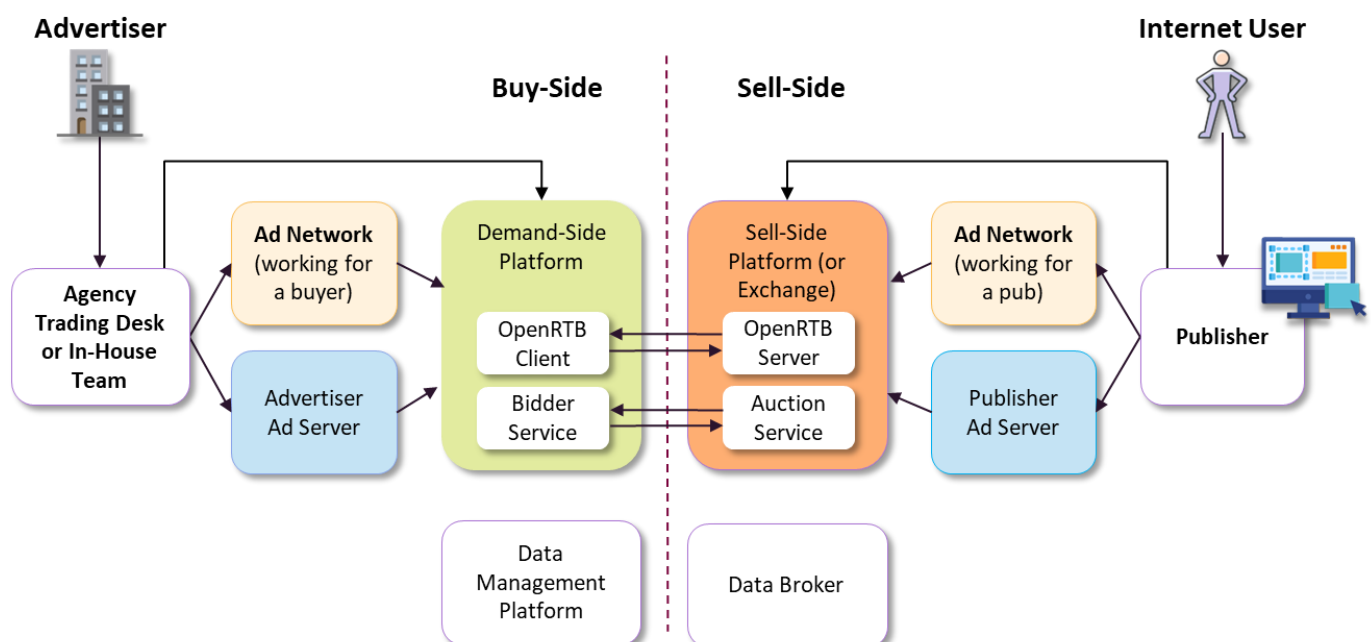 Advertiser
Internet User
Buy-Side
Sell-Side
Agency
Trading Desk
or In-House
Team
Ad Network
(working for
a buyer)
Advertiser
Ad Server
Demand-Side
Platform
OpenRTB
Client
Bidder
Service
Sell-Side
Platform (or
Exchange)
OpenRTB
Server
Auction
Service
Ad Network
(working for
a pub)
Publisher
Ad Server
Publisher
Data
Management
Platform
Data Broker